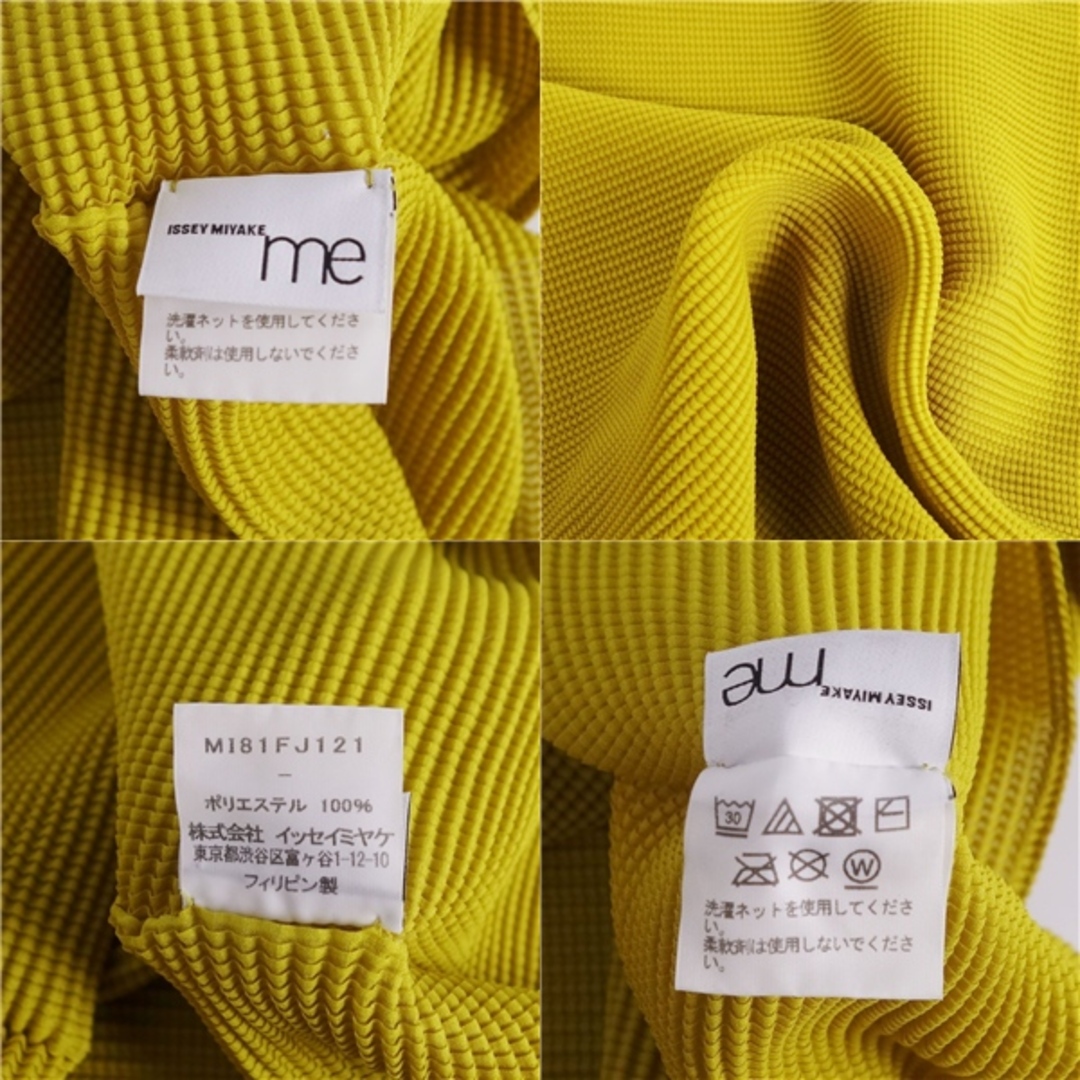 ISSEY MIYAKE me
洗濯ネットを使用してくださ
い。
柔軟剤は使用しないでくださ
い。
MI81FJ121
–
ポリエステル 100%
株式会社 イッセイミヤケ
東京都渋谷区富ヶ谷1-12-10
フィリピン製
ISSEY MIYAKE me
30
W
洗濯ネットを使用してくださ
い。
柔軟剤は使用しないでくださ
い。